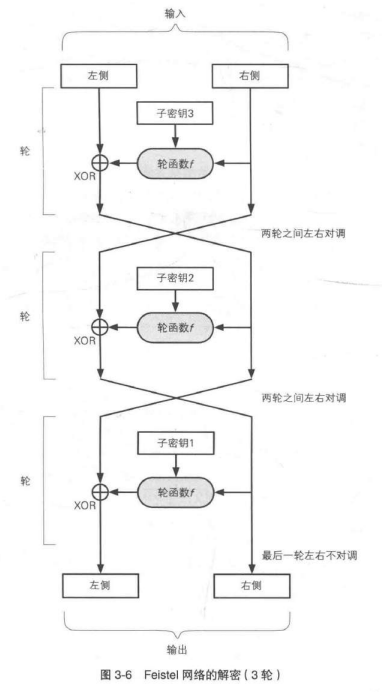 输入
左侧
右侧
子密钥3
轮
轮函数f
XOR
两轮之间左右对调
子密钥2
轮
轮函数f
XOR
两轮之间左右对调
子密钥1
轮
轮函数f
XOR
最后一轮左右不对调
左侧
右侧
输出
图 3-6 Feistel 网络的解密（3 轮）